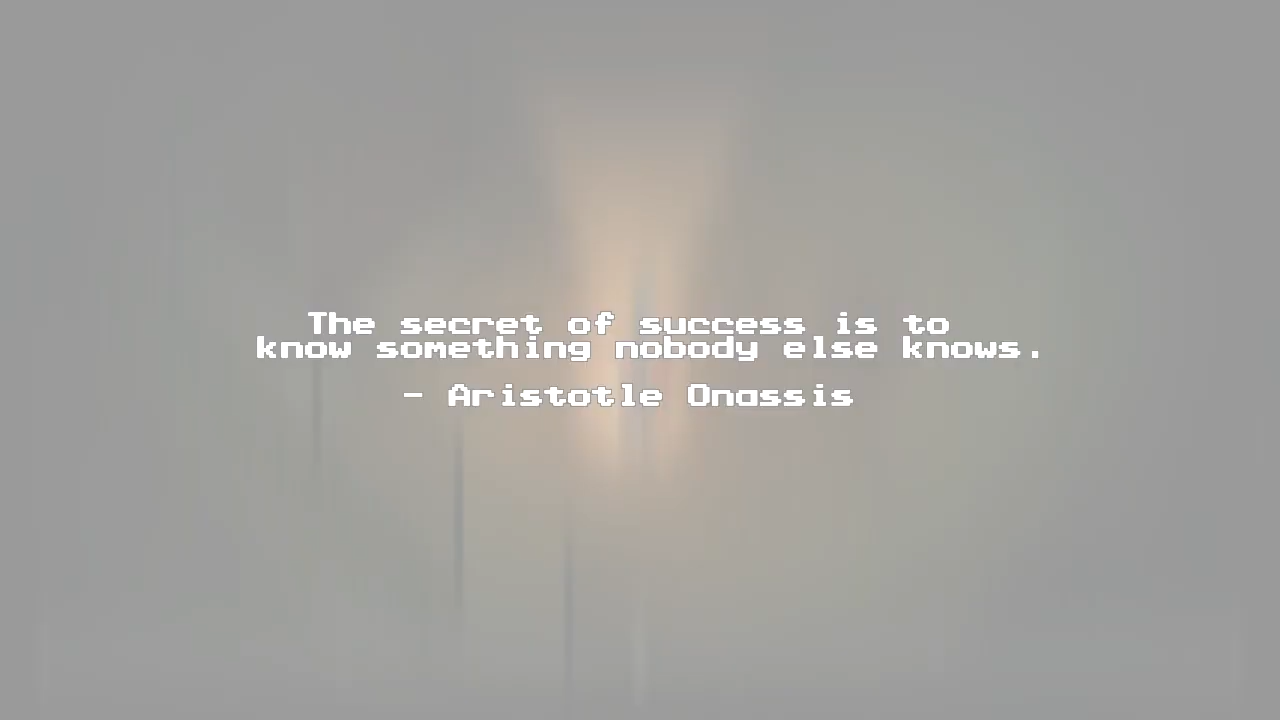 The secret of success is to
know something nobody else knows.
- Aristotle Onassis